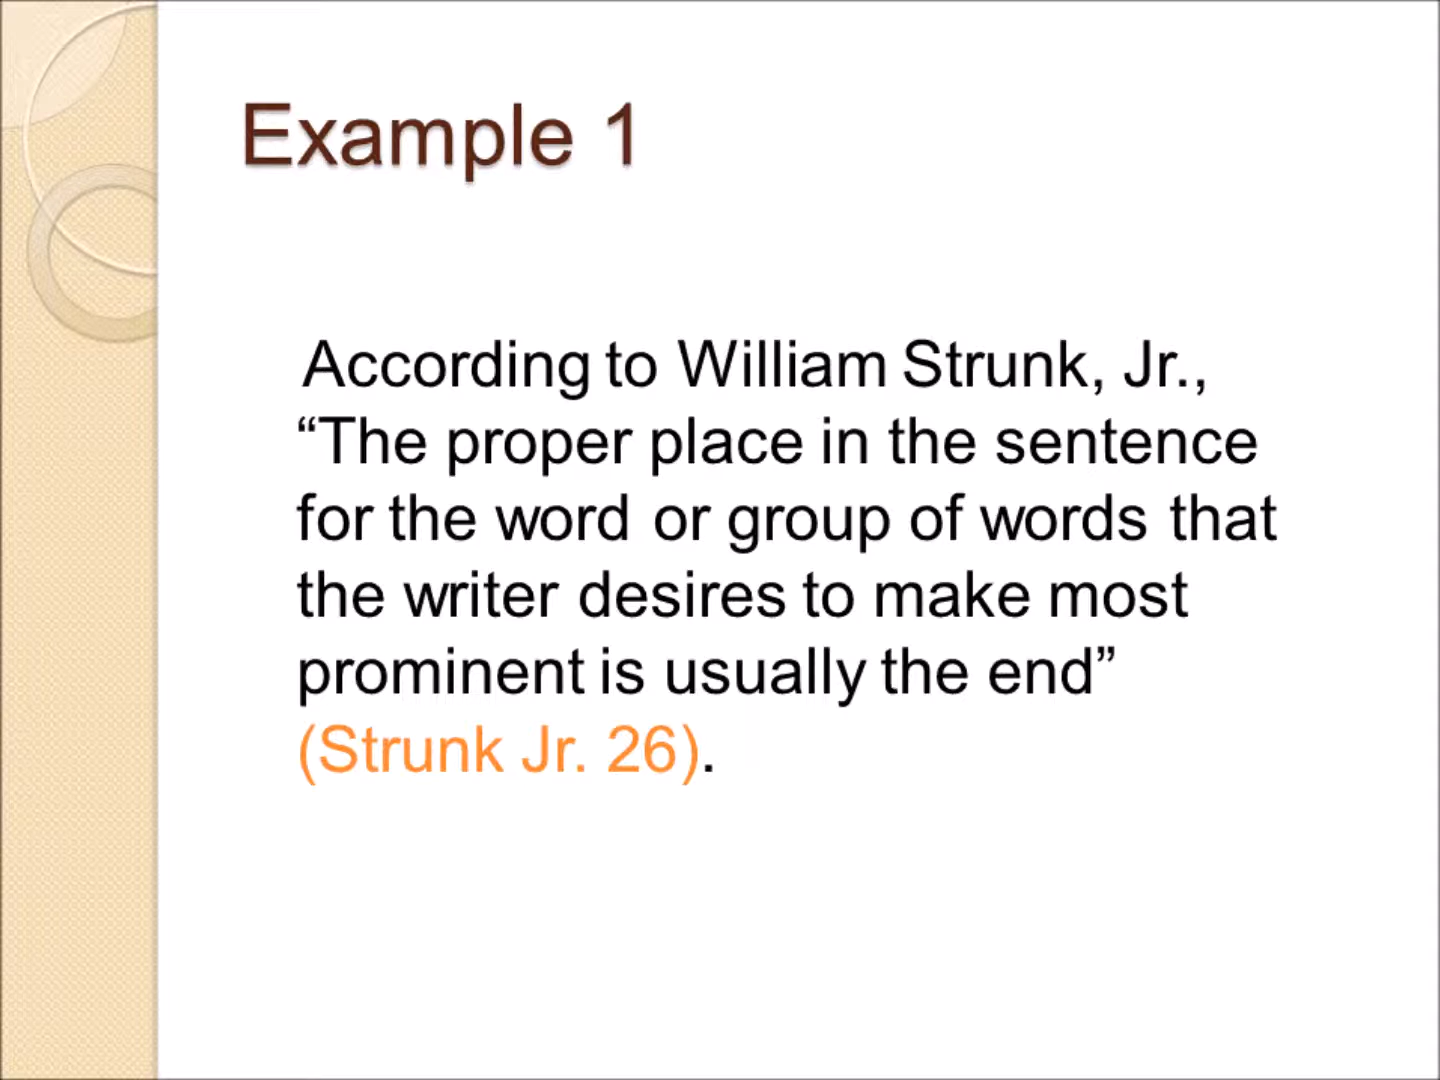 Example 1
According to William Strunk, Jr.,
“The proper place in the sentence
for the word or group of words that
the writer desires to make most
prominent is usually the end”
(Strunk Jr. 26).